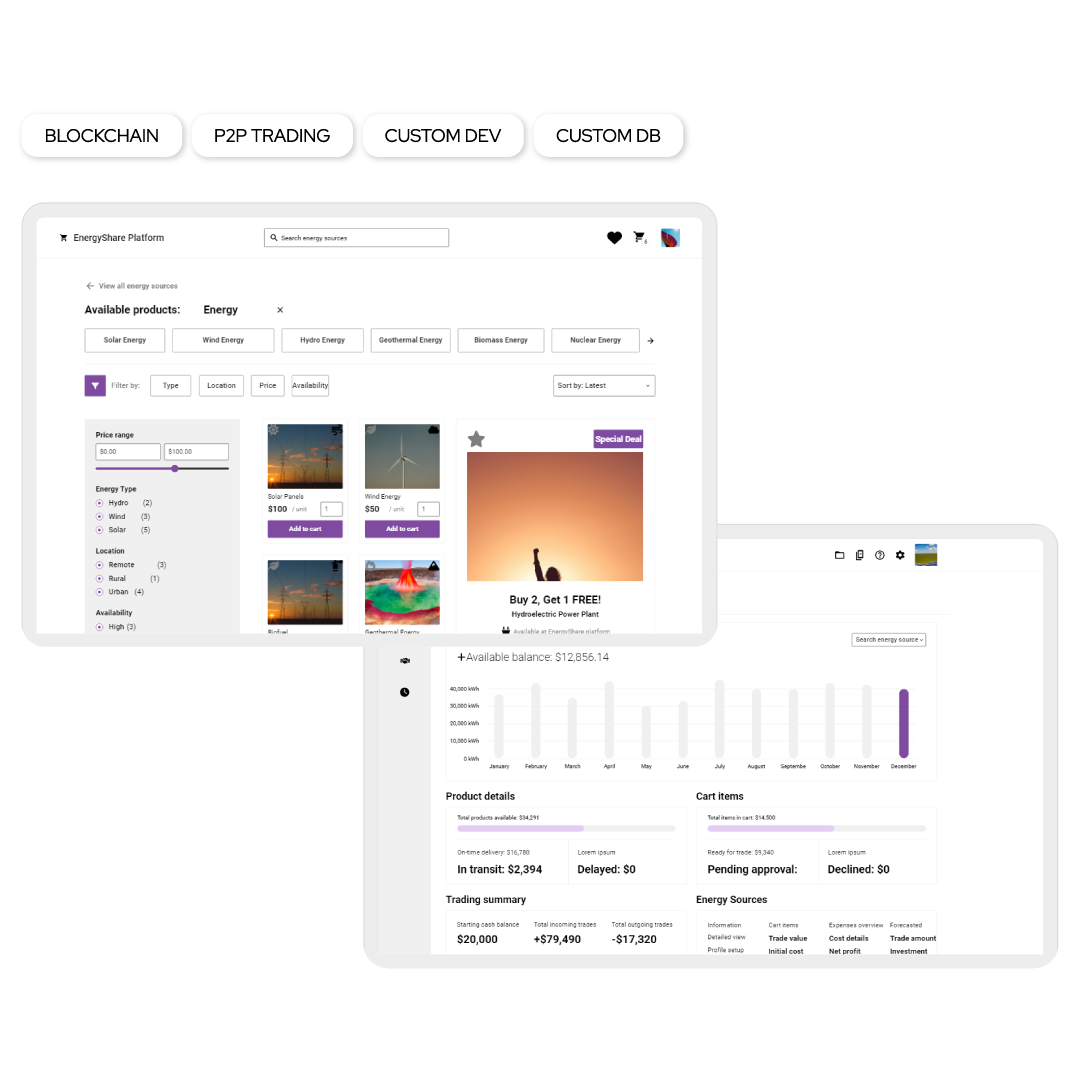 BLOCKCHAIN P2P TRADING CUSTOM DEV CUSTOM DB
EnergyShare Platform Search energy sources 6
View all energy sources
Available products: Energy ×
Solar Energy Wind Energy Hydro Energy Geothermal Energy Biomass Energy Nuclear Energy
Filter by: Type Location Price Availability Sort by: Latest
Price range
$0.00 $100.00
Energy Type
Hydro (2)
Wind (3)
Solar (5)
Location
Remote (3)
Rural (1)
Urban (4)
Availability
High (3)
Solar Panels
$100 / unit 1
Add to cart
Wind Energy
$50 / unit 1
Add to cart
Biofuel
Geothermal Energy
Special Deal
Buy 2, Get 1 FREE!
Hydroelectric Power Plant
Available at EnergyShare platform
Search energy source
+Available balance: $12,856.14
40,000 kWh
30,000 kWh
20,000 kWh
10,000 kWh
0 kWh
January February March April May June July August Septembe October November December
Product details
Total products available: $34,291
On-time delivery: $16,780
In transit: $2,394
Lorem ipsum
Delayed: $0
Cart items
Total items in cart: $14,500
Ready for trade: $9,340
Pending approval:
Lorem ipsum
Declined: $0
Trading summary
Starting cash balance Total incoming trades Total outgoing trades
$20,000 +$79,490 -$17,320
Energy Sources
Information Cart items Expenses overview Forecasted
Detailed view Trade value Cost details Trade amount
Profile setup Initial cost Net profit Investment